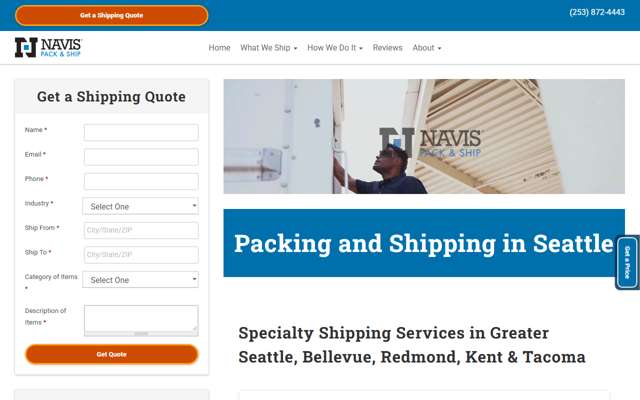 Get a Shipping Quote
(253) 872-4443
NAVIS
PACK & SHIP
Home What We Ship How We Do It Reviews About
Get a Shipping Quote
Name *
Email *
Phone *
Industry * Select One
Ship From * City/State/ZIP
Ship To * City/State/ZIP
Category of Items * Select One
Description of
Items *
Get Quote
NAVIS
PACK & SHIP
Packing and Shipping in Seattle
Get a Price
Specialty Shipping Services in Greater
Seattle, Bellevue, Redmond, Kent & Tacoma